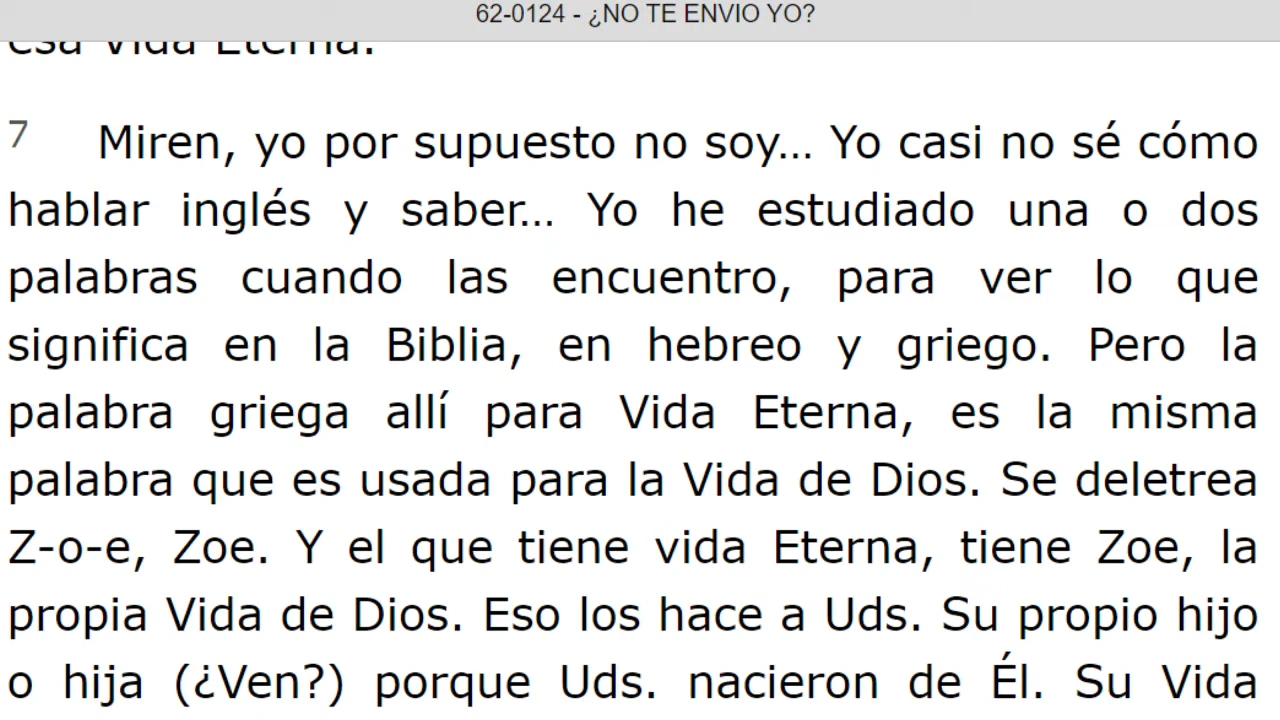 62-0124 - ¿NO TE ENVIO YO?
esa Vida Eterna.
7 Miren, yo por supuesto no soy... Yo casi no sé cómo
hablar inglés y saber... Yo he estudiado una o dos
palabras cuando las encuentro, para ver lo que
significa en la Biblia, en hebreo y griego. Pero la
palabra griega allí para Vida Eterna, es la misma
palabra que es usada para la Vida de Dios. Se deletrea
Z-o-e, Zoe. Y el que tiene vida Eterna, tiene Zoe, la
propia Vida de Dios. Eso los hace a Uds. Su propio hijo
o hija (¿Ven?) porque Uds. nacieron de Él. Su Vida